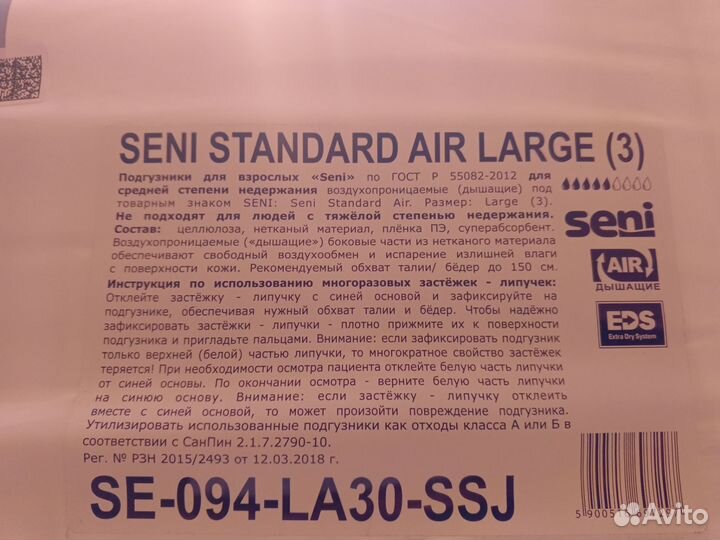 SENI STANDARD AIR LARGE (3)
Подгузники для взрослых «Seni» по ГОСТ Р 55082-2012 для
средней степени недержания воздухопроницаемые (дышащие) под
товарным знаком SENI: Seni Standard Air. Размер: Large (3).
Не подходят для людей с тяжёлой степенью недержания.
Состав: целлюлоза, нетканый материал, плёнка ПЭ, суперабсорбент.
Воздухопроницаемые («дышащие») боковые части из нетканого материала
обеспечивают свободный воздухообмен и испарение излишней влаги
с поверхности кожи. Рекомендуемый обхват талии/ бёдер до 150 см.
Инструкция по использованию многоразовых застёжек - липучек:
Отклейте застёжку - липучку с синей основой и зафиксируйте на
подгузнике, обеспечивая нужный обхват талии и бёдер. Чтобы надёжно
зафиксировать застёжки - липучки - плотно прижмите их к поверхности
подгузника и пригладьте пальцами. Внимание: если зафиксировать подгузник
только верхней (белой) частью липучки, то многократное свойство застёжек
теряется! При необходимости осмотра пациента отклейте белую часть липучки
от синей основы. По окончании осмотра - верните белую часть липучки
на синюю основу. Внимание: если застёжку - липучку отклеить
вместе с синей основой, то может произойти повреждение подгузника.
Утилизировать использованные подгузники как отходы класса А или Б в
соответствии с СанПин 2.1.7.2790-10.
Рег. № РЗН 2015/2493 от 12.03.2018 г.
SE-094-LA30-SSJ
seni
AIR
ДЫШАЩИЕ
EDS
Extra Dry System
Avito